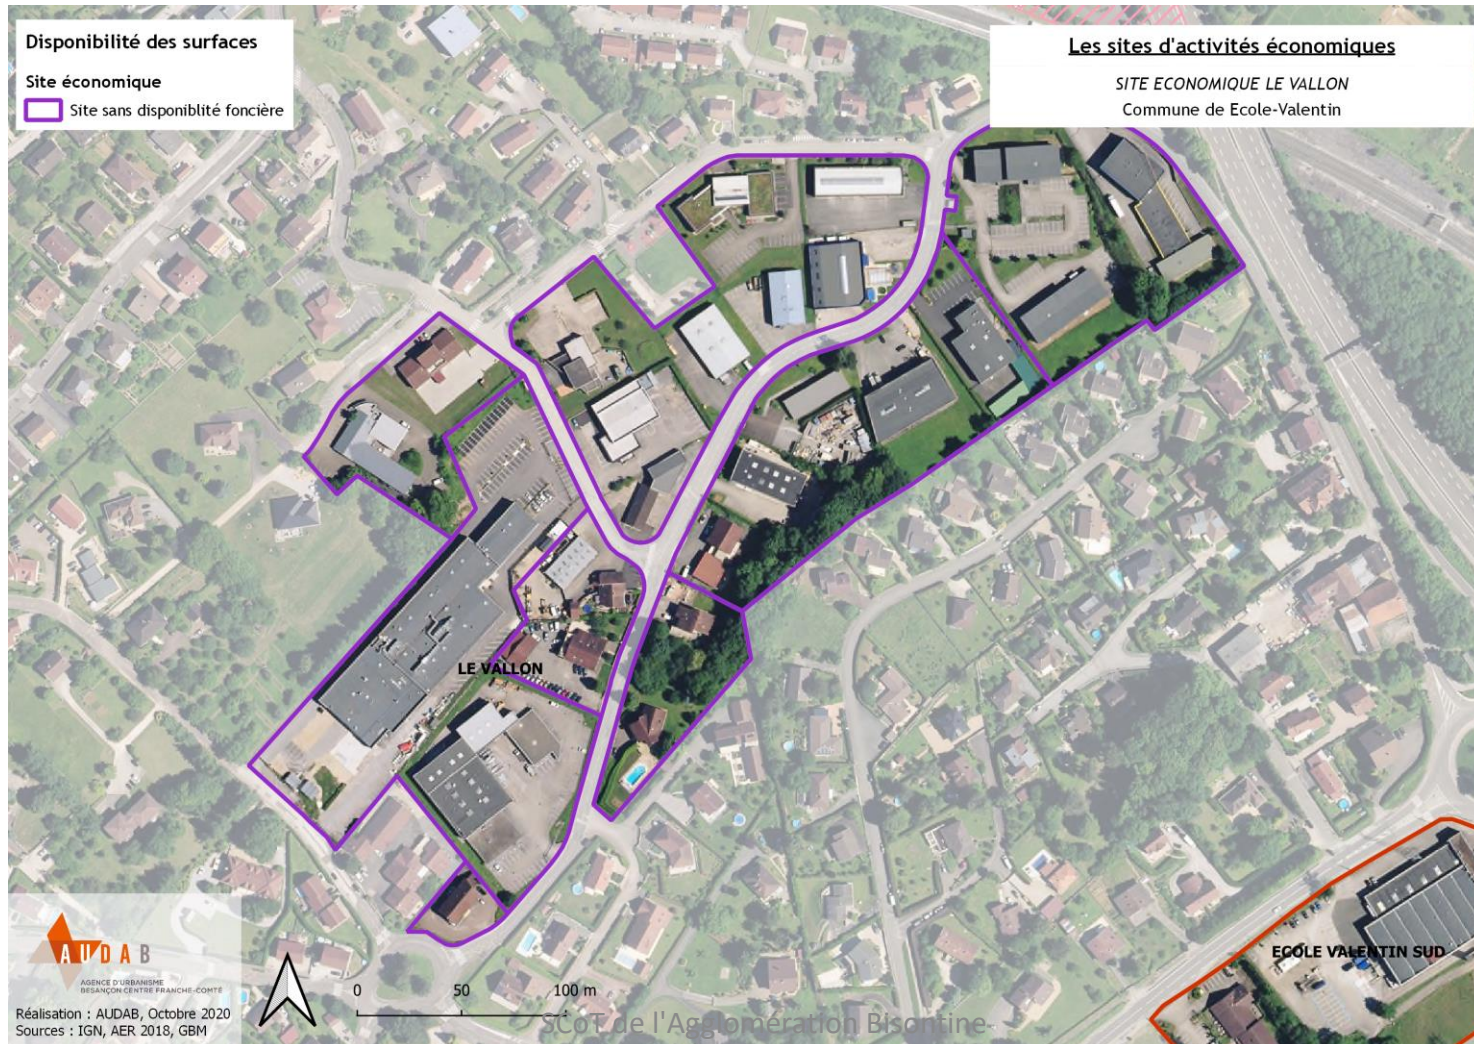 Disponibilité des surfaces
Site économique
Site sans disponiblité foncière
Les sites d'activités économiques
SITE ECONOMIQUE LE VALLON
Commune de Ecole-Valentin
LE VALLON
ECOLE VALENTIN SUD
AUDAB
AGENCE D'URBANISME
BESANÇON CENTRE FRANCHE-COMTÉ
Réalisation : AUDAB, Octobre 2020
Sources : IGN, AER 2018, GBM
0 50 100 m
SCoT de l'Agglomération Bisontine